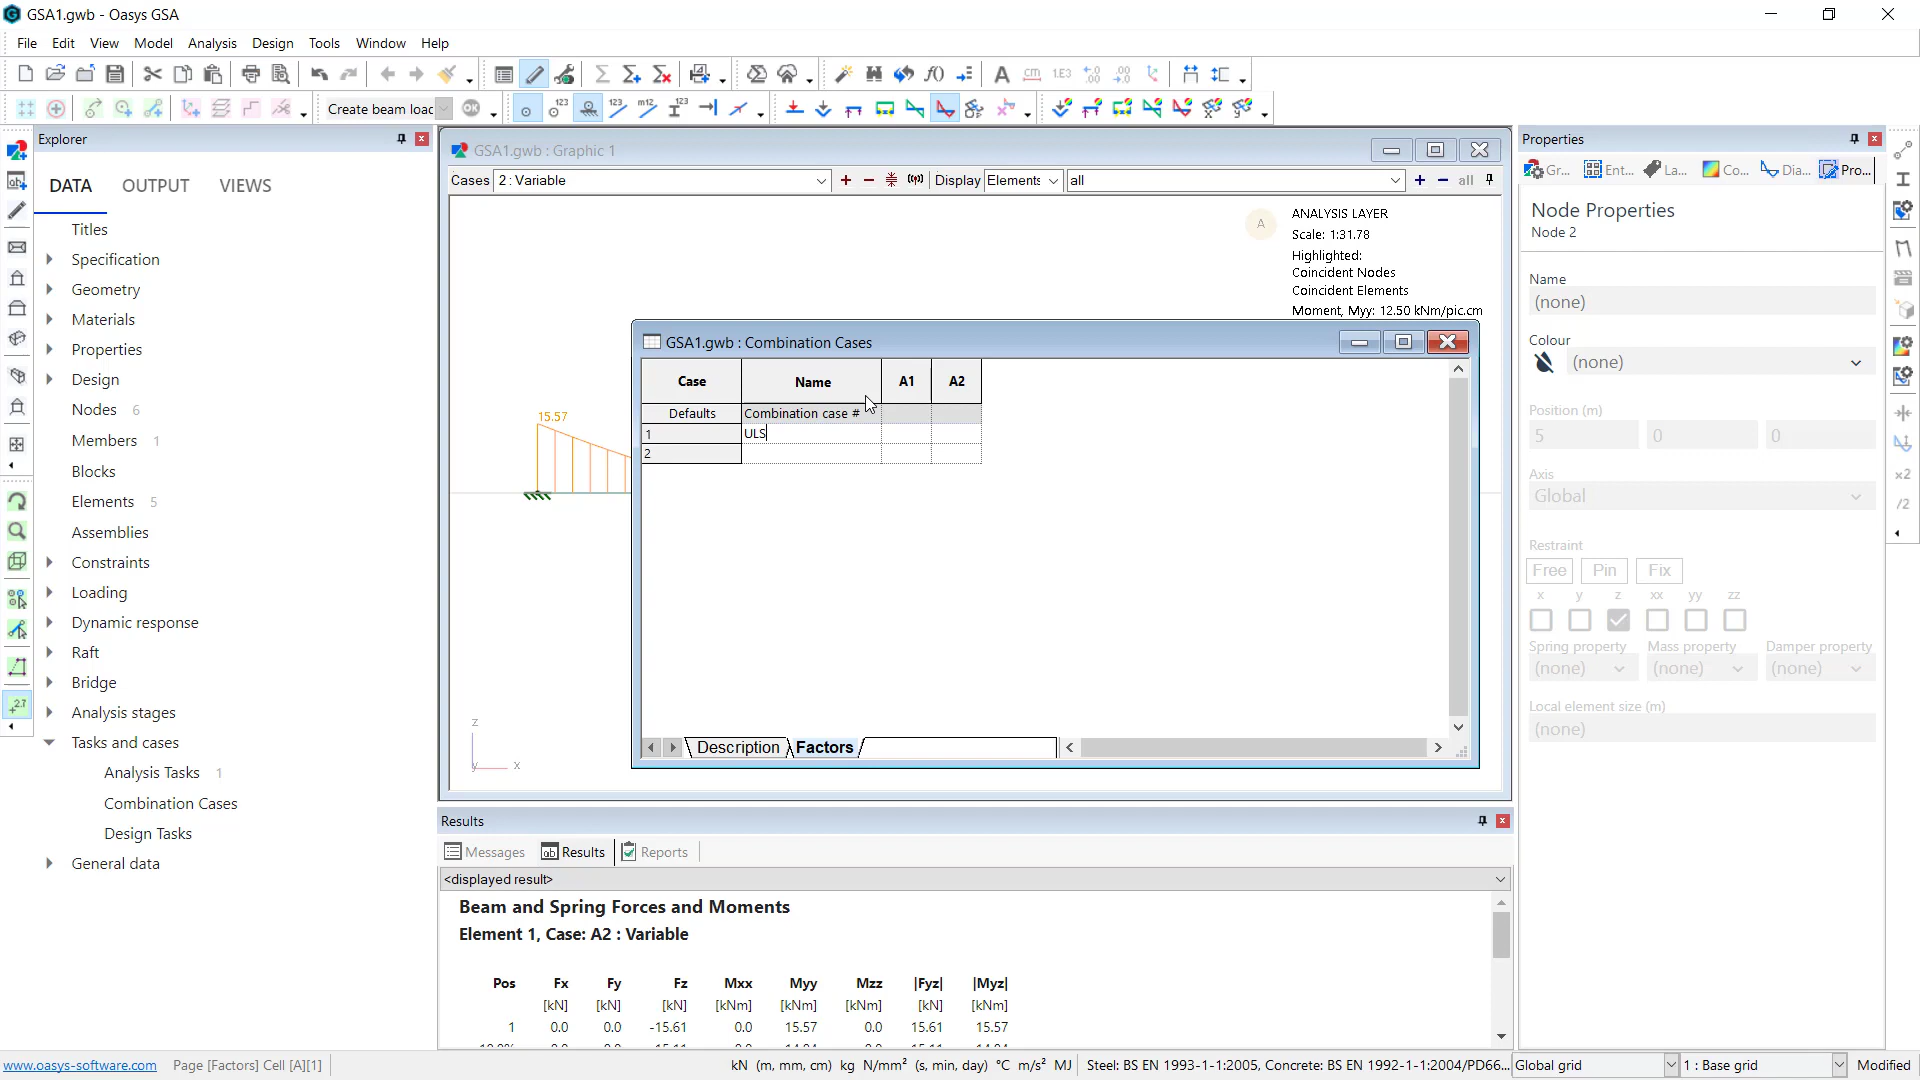 GSA1.gwb - Oasys GSA
File Edit View Model Analysis Design Tools Window Help
Create beam loac
Explorer
DATA OUTPUT VIEWS
Titles
Specification
Geometry
Materials
Properties
Design
Nodes 6
Members 1
Blocks
Elements 5
Assemblies
Constraints
Loading
Dynamic response
Raft
Bridge
Analysis stages
Tasks and cases
Analysis Tasks 1
Combination Cases
Design Tasks
General data
GSA1.gwb : Graphic 1
Cases 2 : Variable Display Elements all all
A
ANALYSIS LAYER
Scale: 1:31.78
Highlighted:
Coincident Nodes
Coincident Elements
Moment, Myy: 12.50 kNm/pic.cm
15.57
z
y x
GSA1.gwb : Combination Cases
Case Name A1 A2
Defaults Combination case #
1 ULS
2
Description Factors
Results
Messages Results Reports
<displayed result>
Beam and Spring Forces and Moments
Element 1, Case: A2 : Variable
Pos Fx Fy Fz Mxx Myy Mzz |Fyz| |Myz|
[kN] [kN] [kN] [kNm] [kNm] [kNm] [kN] [kNm]
1 0.0 0.0 -15.61 0.0 15.57 0.0 15.61 15.57
Properties
Gr... Ent... La... Co... Dia... Pro...
Node Properties
Node 2
Name
(none)
Colour
(none)
Position (m)
5 0 0
Axis
Global
Restraint
Free Pin Fix
x y z xx yy zz
Spring property Mass property Damper property
(none) (none) (none)
Local element size (m)
(none)
x2
/2
www.oasys-software.com Page [Factors] Cell [A][1] kN (m, mm, cm) kg N/mm² (s, min, day) °C m/s² MJ Steel: BS EN 1993-1-1:2005, Concrete: BS EN 1992-1-1:2004/PD66... Global grid 1 : Base grid Modified